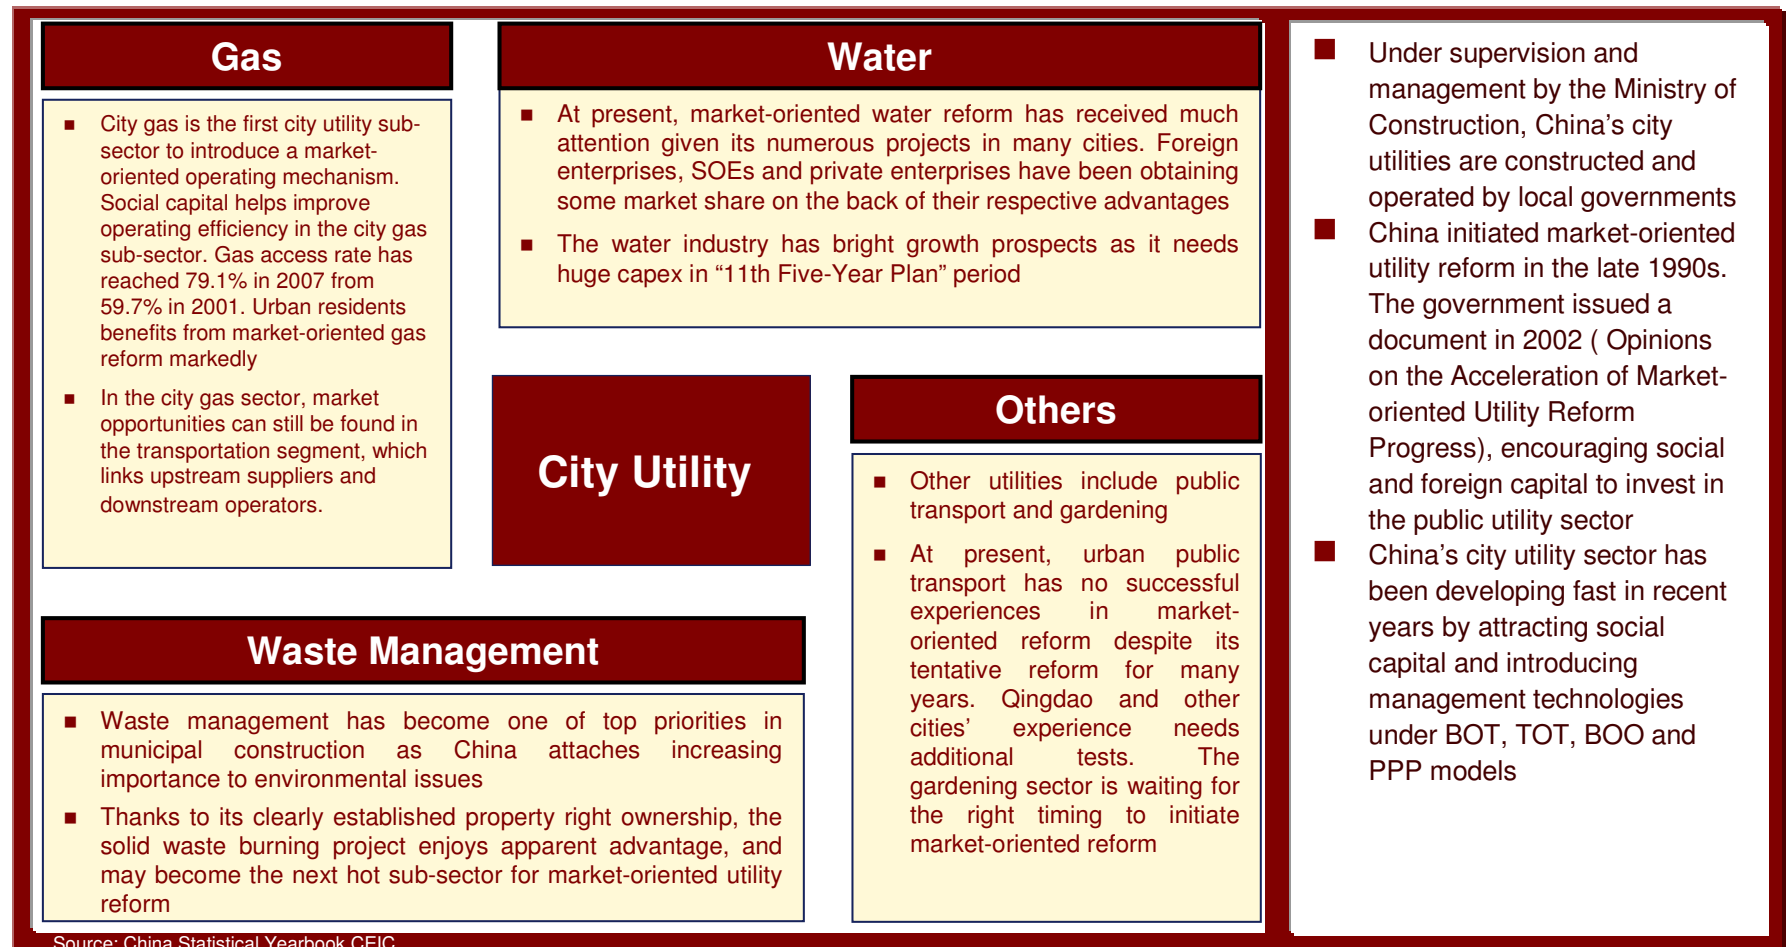 Gas
City gas is the first city utility sub-
sector to introduce a market-
oriented operating mechanism.
Social capital helps improve
operating efficiency in the city gas
sub-sector. Gas access rate has
reached 79.1% in 2007 from
59.7% in 2001. Urban residents
benefits from market-oriented gas
reform markedly
In the city gas sector, market
opportunities can still be found in
the transportation segment, which
links upstream suppliers and
downstream operators.
Water
At present, market-oriented water reform has received much
attention given its numerous projects in many cities. Foreign
enterprises, SOEs and private enterprises have been obtaining
some market share on the back of their respective advantages
The water industry has bright growth prospects as it needs
huge capex in “11th Five-Year Plan” period
City Utility
Others
Other utilities include public
transport and gardening
At present, urban public
transport has no successful
experiences in market-
oriented reform despite its
tentative reform for many
years. Qingdao and other
cities’ experience needs
additional tests. The
gardening sector is waiting for
the right timing to initiate
market-oriented reform
Waste Management
Waste management has become one of top priorities in
municipal construction as China attaches increasing
importance to environmental issues
Thanks to its clearly established property right ownership, the
solid waste burning project enjoys apparent advantage, and
may become the next hot sub-sector for market-oriented utility
reform
Under supervision and
management by the Ministry of
Construction, China’s city
utilities are constructed and
operated by local governments
China initiated market-oriented
utility reform in the late 1990s.
The government issued a
document in 2002 ( Opinions
on the Acceleration of Market-
oriented Utility Reform
Progress), encouraging social
and foreign capital to invest in
the public utility sector
China’s city utility sector has
been developing fast in recent
years by attracting social
capital and introducing
management technologies
under BOT, TOT, BOO and
PPP models
Source: China Statistical Yearbook CEIC